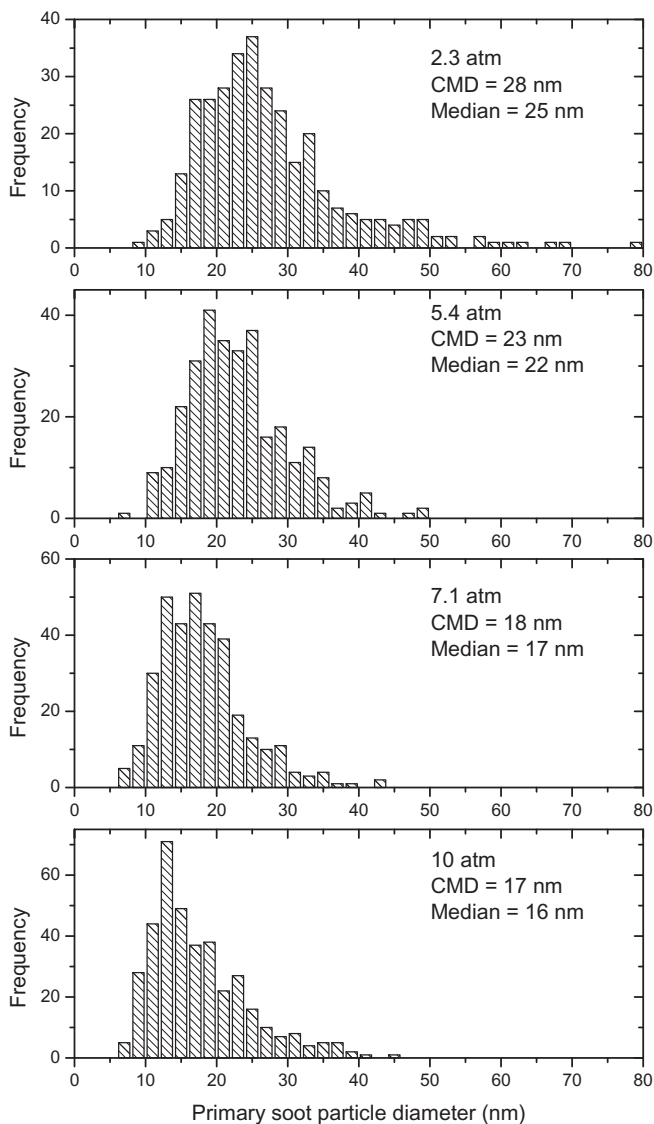 40
30
20
10
0
Frequency
2.3 atm
CMD = 28 nm
Median = 25 nm
0 10 20 30 40 50 60 70 80
40
20
0
Frequency
5.4 atm
CMD = 23 nm
Median = 22 nm
0 10 20 30 40 50 60 70 80
60
40
20
0
Frequency
7.1 atm
CMD = 18 nm
Median = 17 nm
0 10 20 30 40 50 60 70 80
60
40
20
0
Frequency
10 atm
CMD = 17 nm
Median = 16 nm
0 10 20 30 40 50 60 70 80
Primary soot particle diameter (nm)